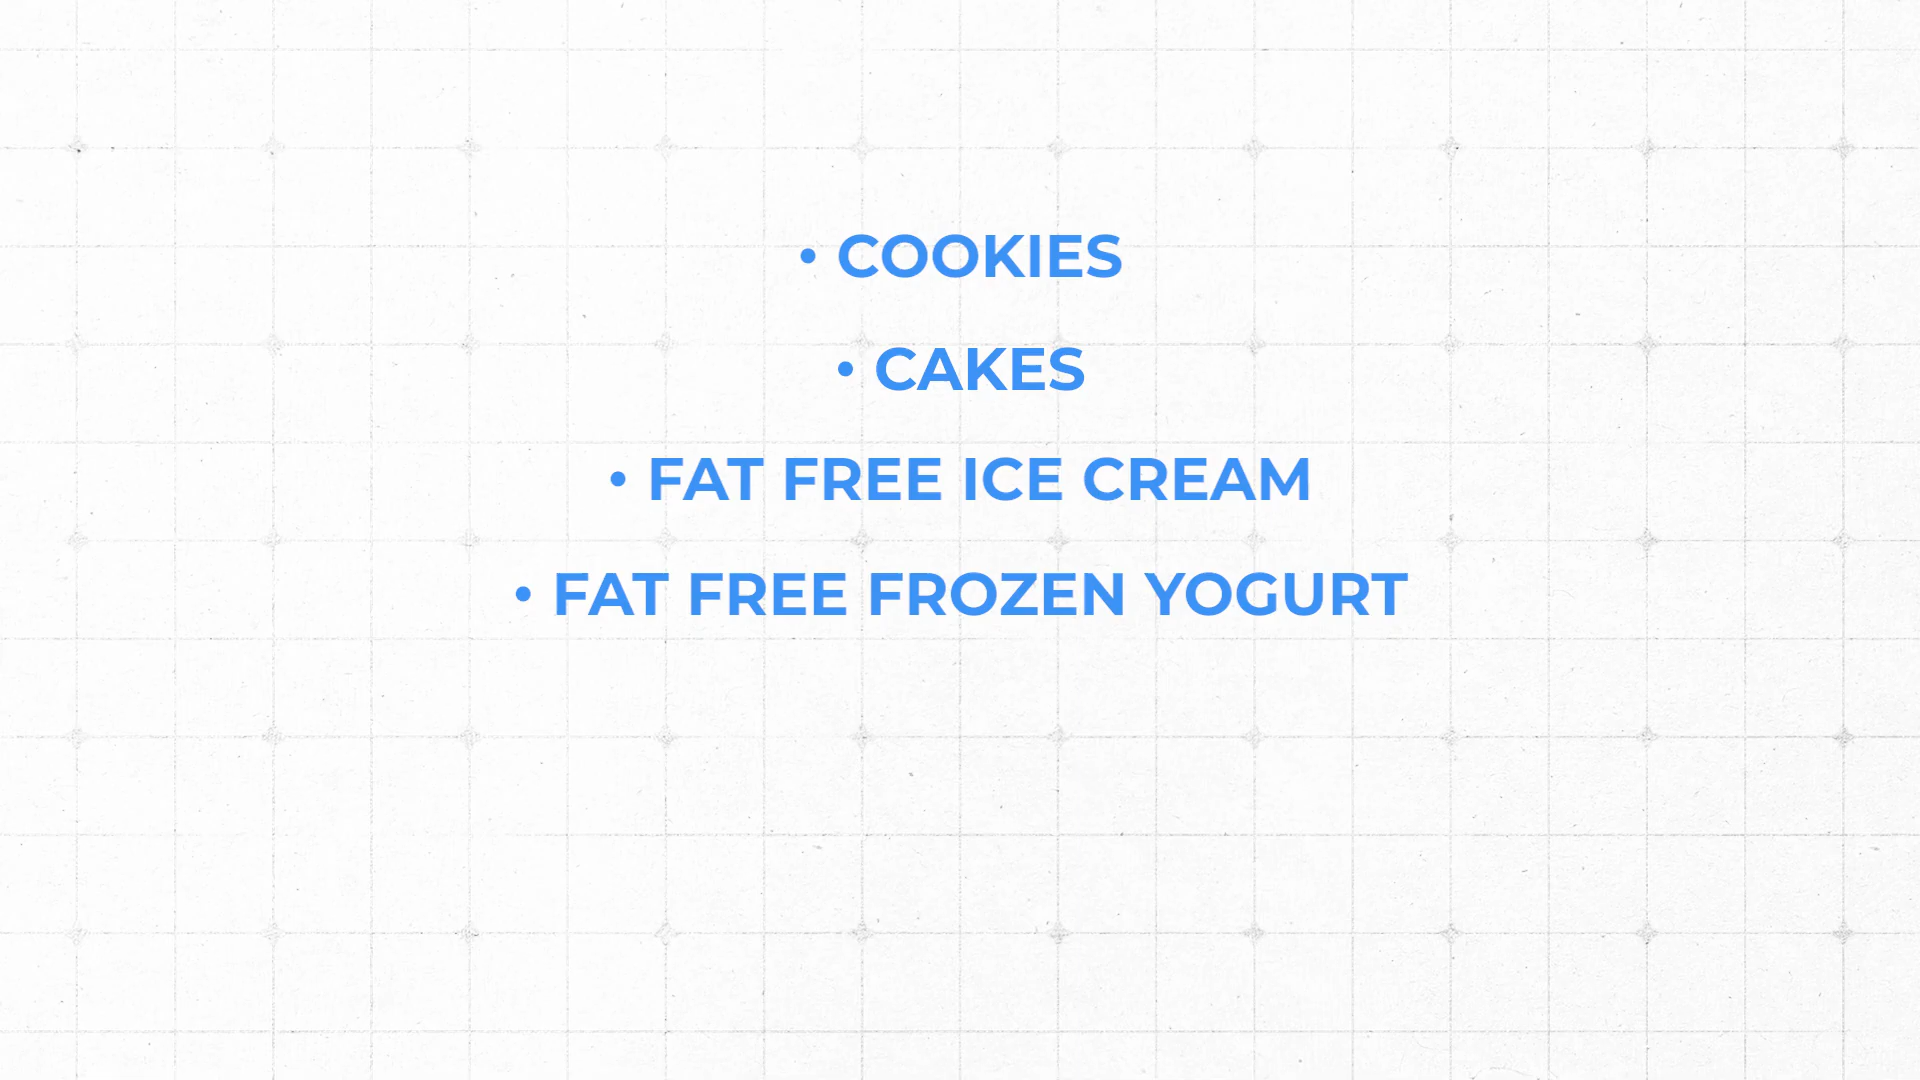 • COOKIES
• CAKES
• FAT FREE ICE CREAM
• FAT FREE FROZEN YOGURT